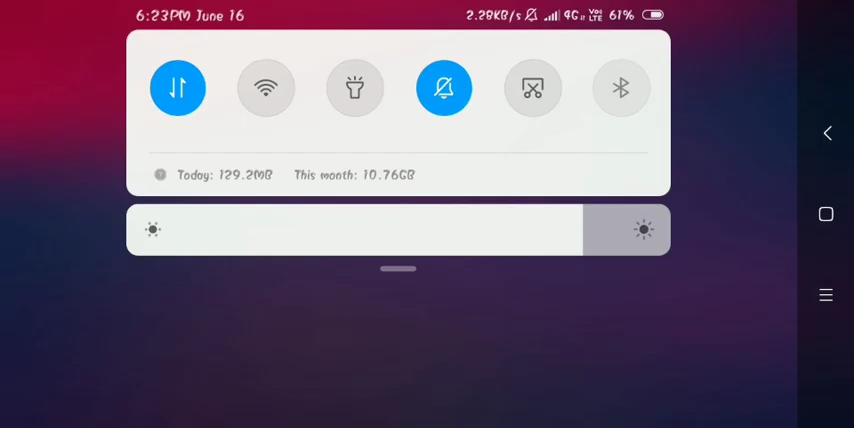 6:23PM June 16
2.28KB/s 4G Vo LTE 61%
Today: 129.2MB This month: 10.76GB